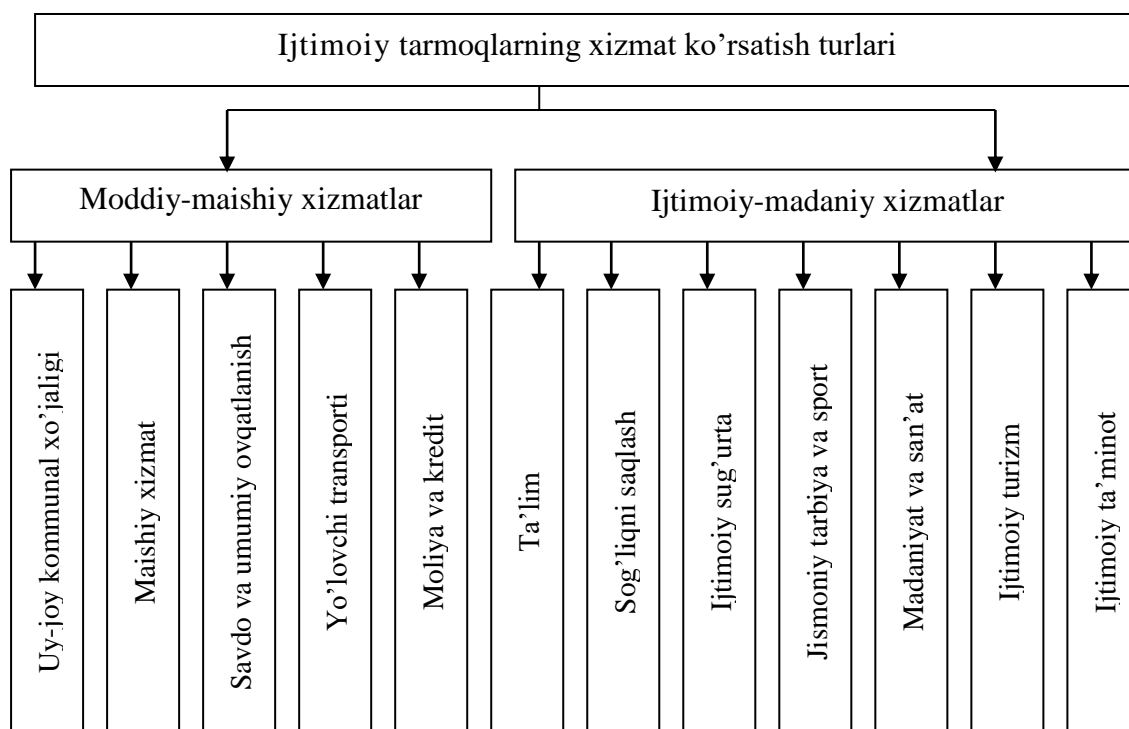 Ijtimoiy tarmoqlarning xizmat ko’rsatish turlari
Moddiy-maishiy xizmatlar
Ijtimoiy-madaniy xizmatlar
Uy-joy kommunal xo’jaligi
Maishiy xizmat
Savdo va umumiy ovqatlanish
Yo’lovchi transporti
Moliya va kredit
Ta’lim
Sog’liqni saqlash
Ijtimoiy sug’urta
Jismoniy tarbiya va sport
Madaniyat va san’at
Ijtimoiy turizm
Ijtimoiy ta’minot